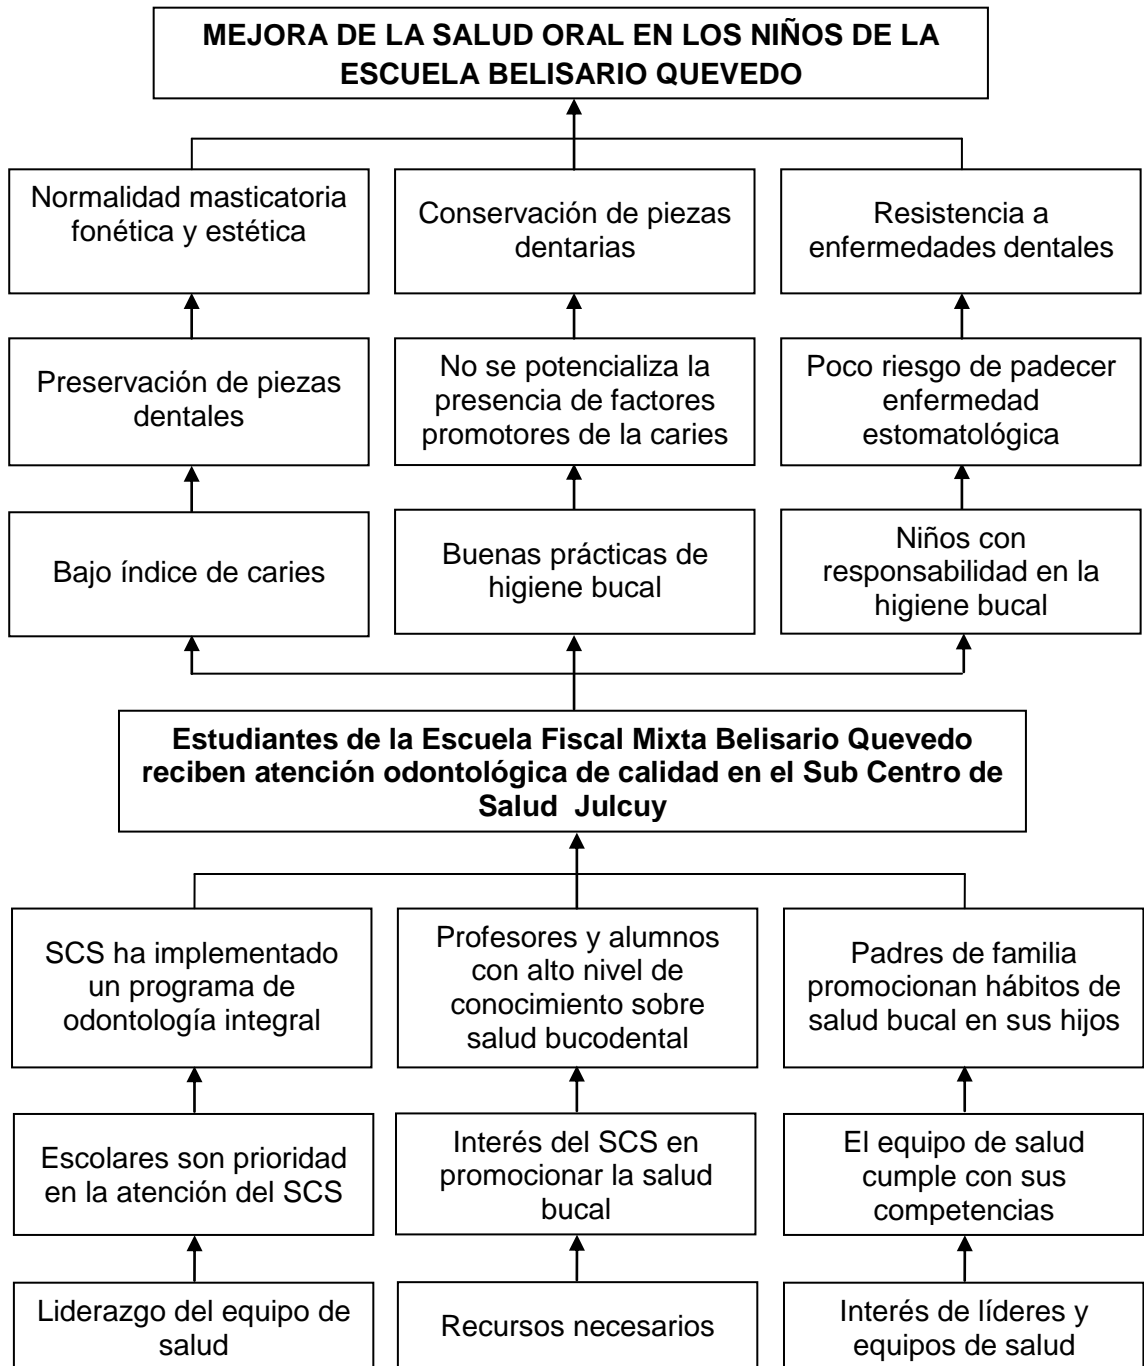 MEJORA DE LA SALUD ORAL EN LOS NIÑOS DE LA
ESCUELA BELISARIO QUEVEDO
Normalidad masticatoria
fonética y estética
Conservación de piezas
dentarias
Resistencia a
enfermedades dentales
Preservación de piezas
dentales
No se potencializa la
presencia de factores
promotores de la caries
Poco riesgo de padecer
enfermedad
estomatológica
Bajo índice de caries
Buenas prácticas de
higiene bucal
Niños con
responsabilidad en la
higiene bucal
Estudiantes de la Escuela Fiscal Mixta Belisario Quevedo
reciben atención odontológica de calidad en el Sub Centro de
Salud  Julcuy
SCS ha implementado
un programa de
odontología integral
Profesores y alumnos
con alto nivel de
conocimiento sobre
salud bucodental
Padres de familia
promocionan hábitos de
salud bucal en sus hijos
Escolares son prioridad
en la atención del SCS
Interés del SCS en
promocionar la salud
bucal
El equipo de salud
cumple con sus
competencias
Liderazgo del equipo de
salud
Recursos necesarios
Interés de líderes y
equipos de salud